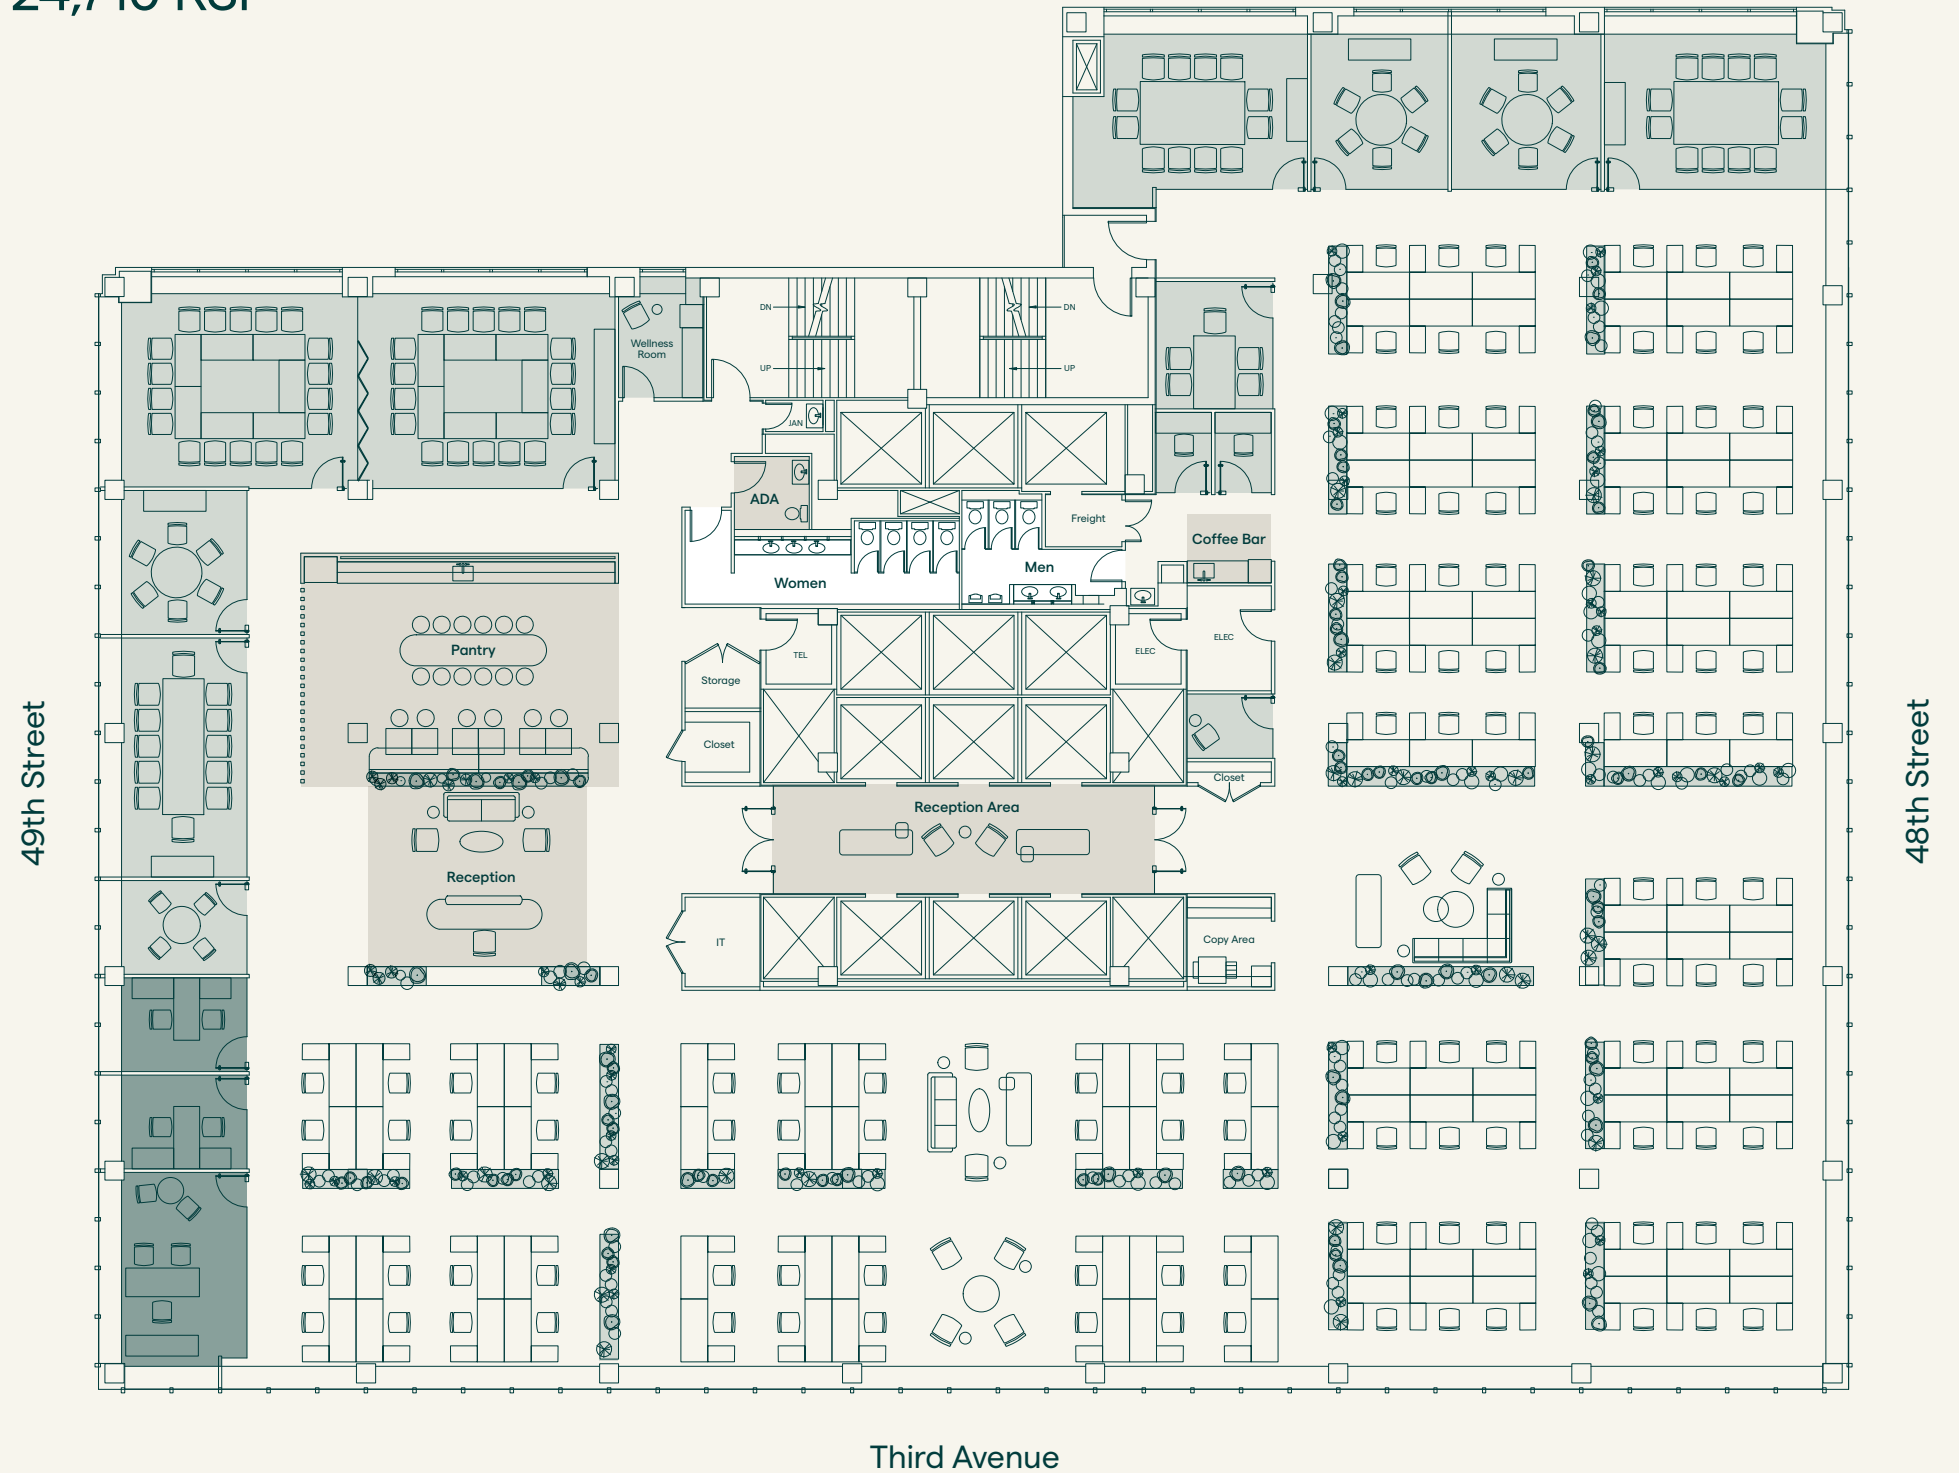 DN
DN
Wellness
Room
UP
UP
JAN
ADA
Freight
Coffee Bar
Men
Women
ELEC
Pantry
ELEC
TEL
Storage
49th Street
48th Street
Closet
Closet
Reception Area
Reception
IT
Copy Area
Third Avenue